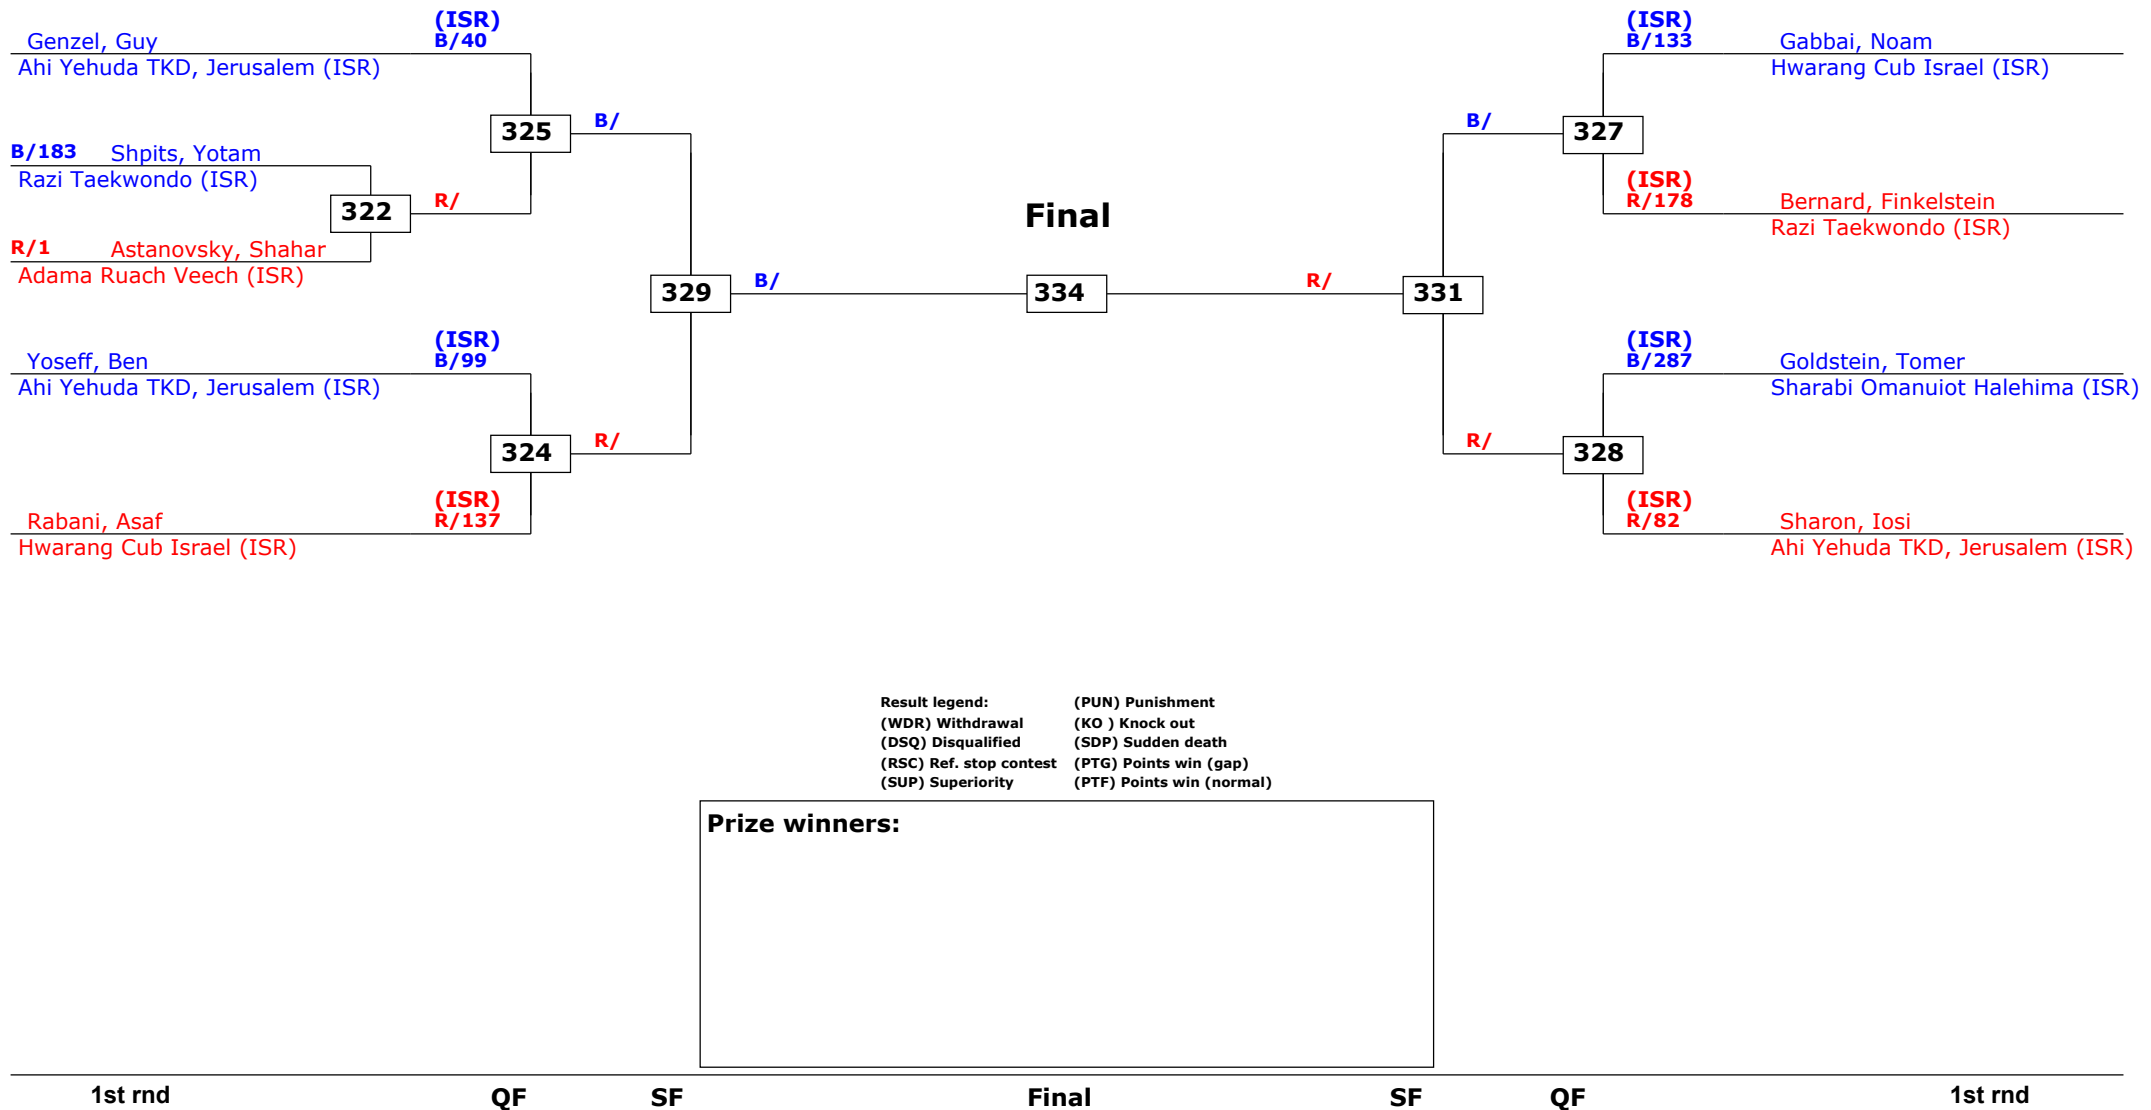 (ISR)
B/40
Genzel, Guy
Ahi Yehuda TKD, Jerusalem (ISR)
325
B/
B/183 Shpits, Yotam
Razi Taekwondo (ISR)
322
R/
R/1 Astanovsky, Shahar
Adama Ruach Veech (ISR)
329
B/
(ISR)
B/99
Yoseff, Ben
Ahi Yehuda TKD, Jerusalem (ISR)
324
R/
(ISR)
R/137
Rabani, Asaf
Hwarang Cub Israel (ISR)
Final
334
R/
331
(ISR)
B/133 Gabbai, Noam
Hwarang Cub Israel (ISR)
B/
327
(ISR)
R/178 Bernard, Finkelstein
Razi Taekwondo (ISR)
(ISR)
B/287 Goldstein, Tomer
Sharabi Omanuiot Halehima (ISR)
R/
328
(ISR)
R/82 Sharon, Iosi
Ahi Yehuda TKD, Jerusalem (ISR)
Result legend: (PUN) Punishment
(WDR) Withdrawal (KO ) Knock out
(DSQ) Disqualified (SDP) Sudden death
(RSC) Ref. stop contest (PTG) Points win (gap)
(SUP) Superiority (PTF) Points win (normal)
Prize winners:
1st rnd QF SF Final SF QF 1st rnd